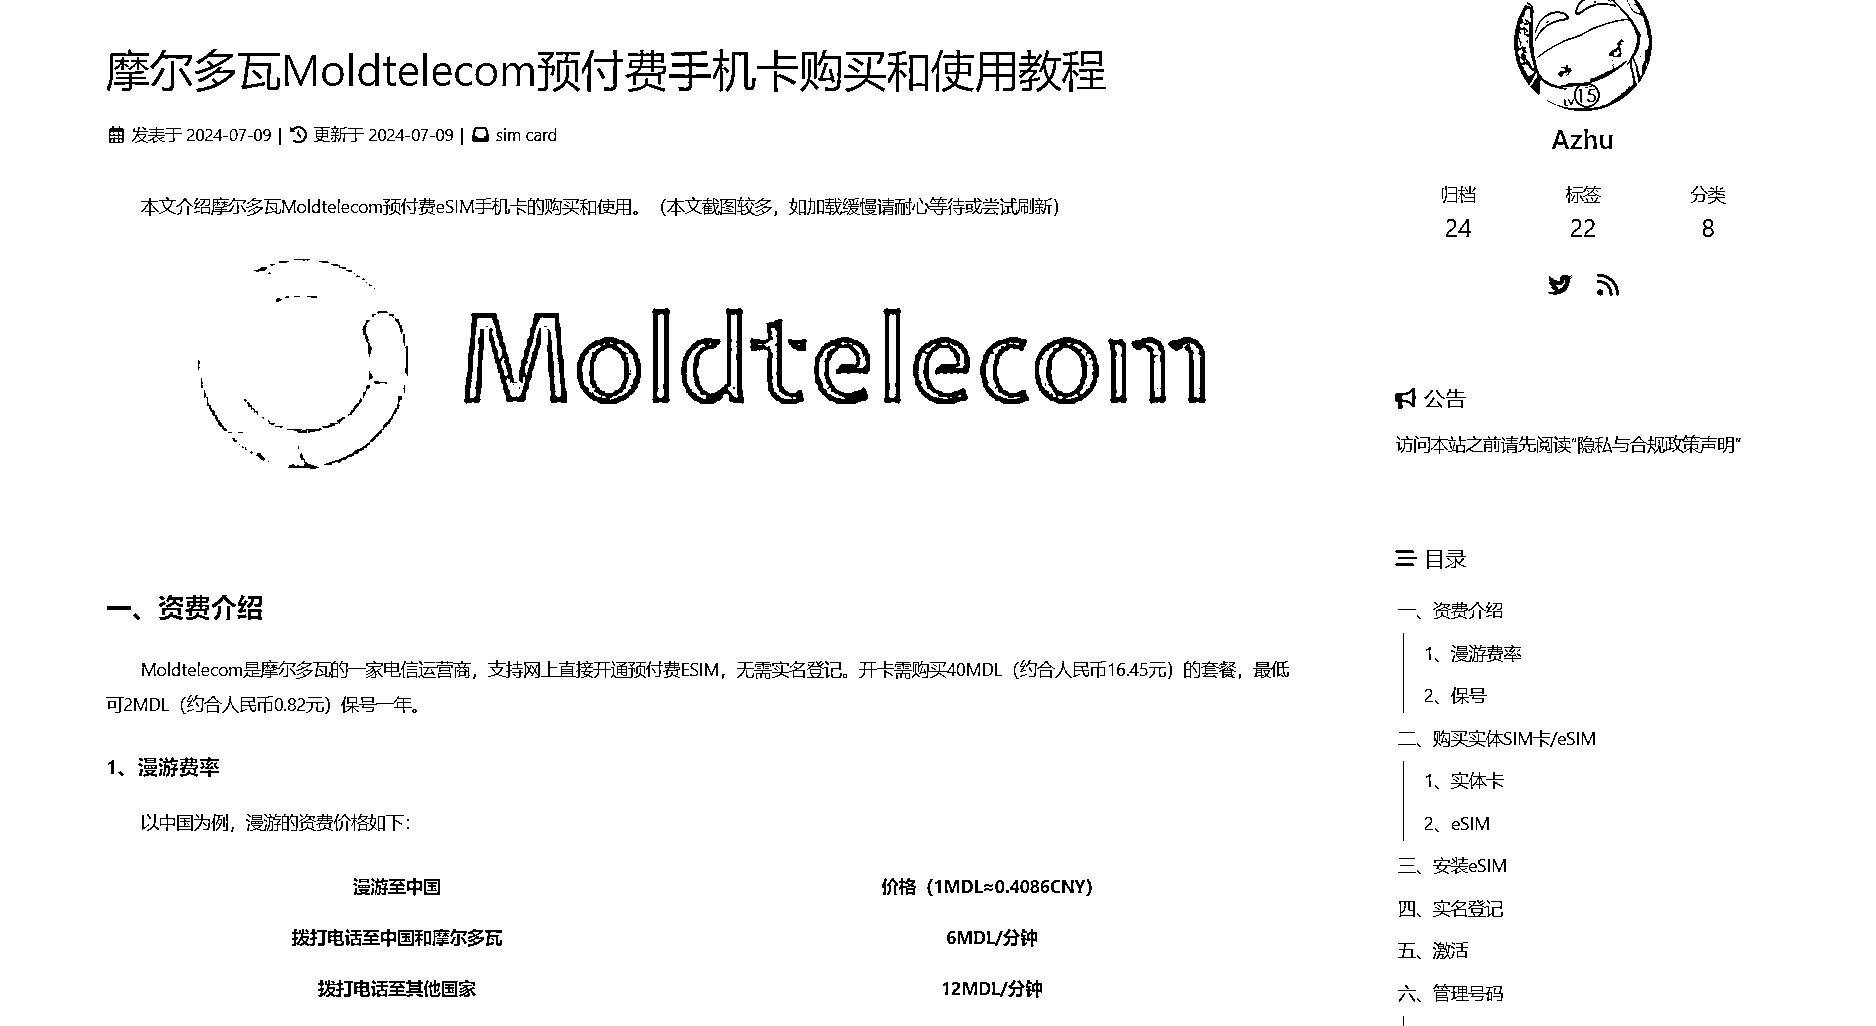 摩尔多瓦Moldtelecom预付费手机卡购买和使用教程
发表于 2024-07-09 | 更新于 2024-07-09 | sim card
本文介绍摩尔多瓦Moldtelecom预付费eSIM手机卡的购买和使用。（本文截图较多，如加载缓慢请耐心等待或尝试刷新）
Moldtelecom
一、资费介绍
Moldtelecom是摩尔多瓦的一家电信运营商，支持网上直接开通预付费ESIM，无需实名登记。开卡需购买40MDL（约合人民币16.45元）的套餐，最低
可2MDL（约合人民币0.82元）保号一年。
1、漫游费率
以中国为例，漫游的资费价格如下：
漫游至中国 价格（1MDL≈0.4086CNY）
拨打电话至中国和摩尔多瓦 6MDL/分钟
拨打电话至其他国家 12MDL/分钟
LV15
Azhu
归档 标签 分类
24 22 8
公告
访问本站之前请先阅读“隐私与合规政策声明”
目录
一、资费介绍
1、漫游费率
2、保号
二、购买实体SIM卡/eSIM
1、实体卡
2、eSIM
三、安装eSIM
四、实名登记
五、激活
六、管理号码